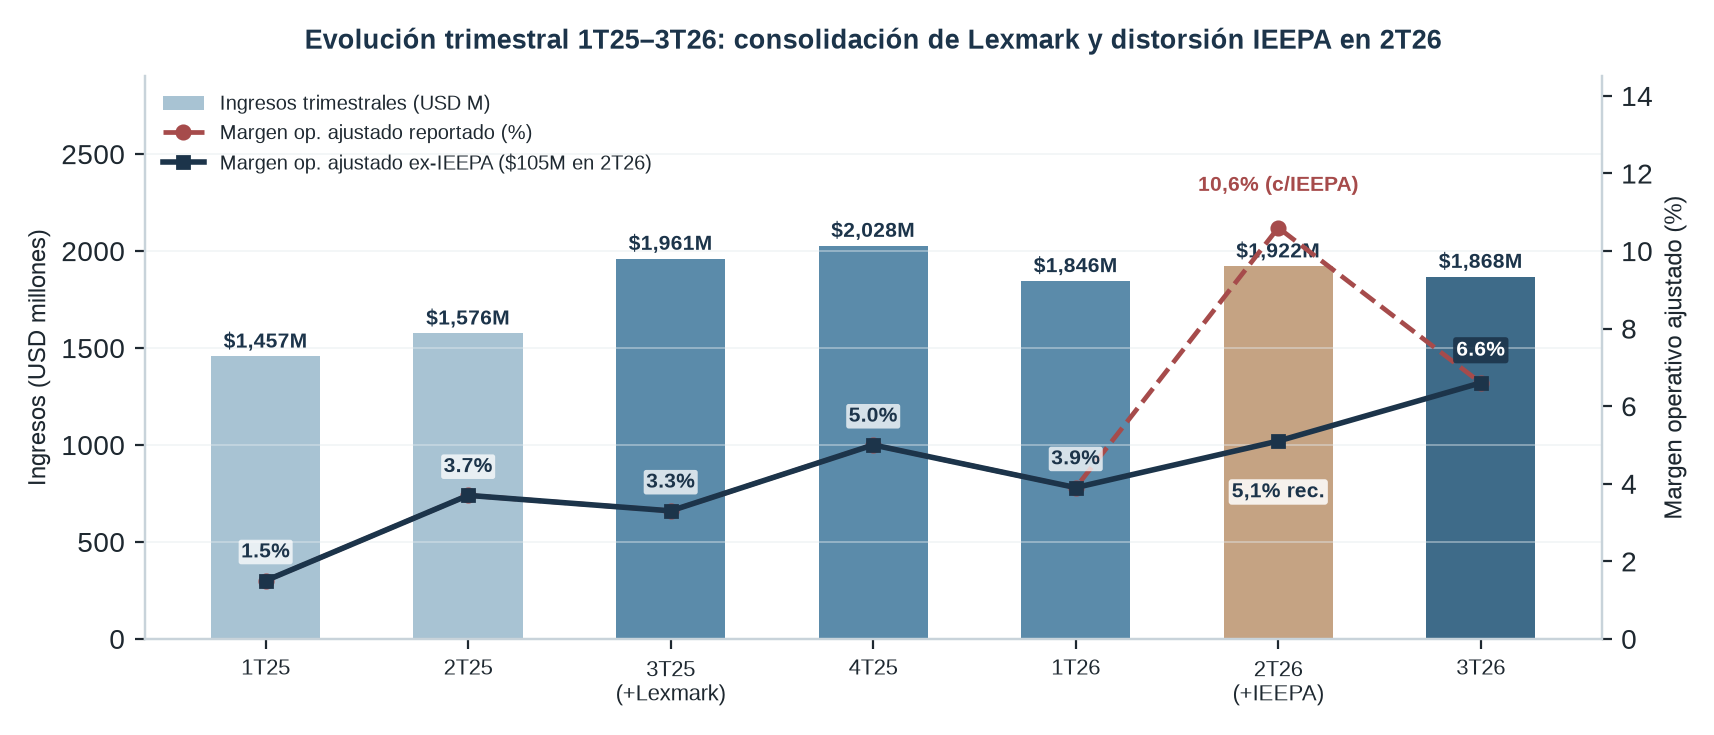 Evolución trimestral 1T25–3T26: consolidación de Lexmark y distorsión IEEPA en 2T26
Ingresos trimestrales (USD M)
Margen op. ajustado reportado (%)
Margen op. ajustado ex-IEEPA ($105M en 2T26)
Ingresos (USD millones)
2500
2000
1500
1000
500
0
14
12
10
8
6
4
2
0
Margen operativo ajustado (%)
$1,457M
$1,576M
$1,961M
$2,028M
$1,846M
$1,922M
$1,868M
10,6% (c/IEEPA)
1.5%
3.7%
3.3%
5.0%
3.9%
5,1% rec.
6.6%
1T25
2T25
3T25
(+Lexmark)
4T25
1T26
2T26
(+IEEPA)
3T26